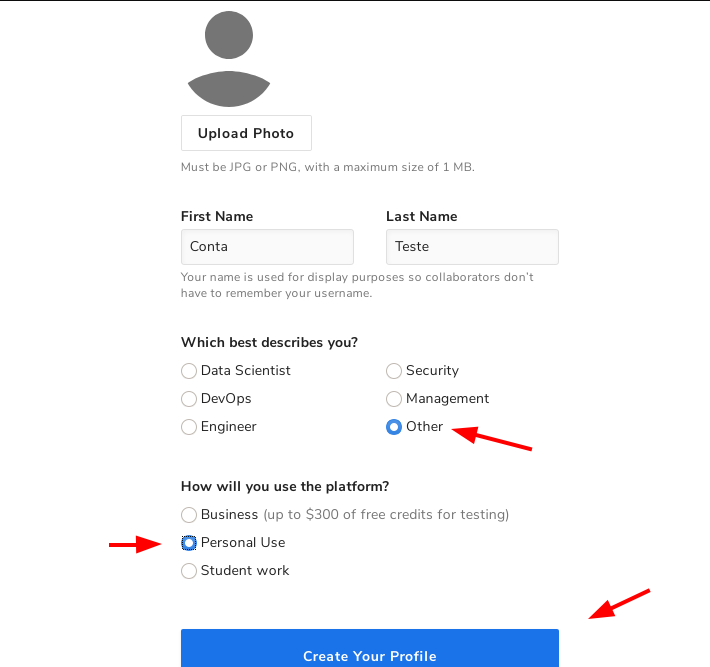 Upload Photo
Must be JPG or PNG, with a maximum size of 1 MB.
First Name Last Name
Conta Teste
Your name is used for display purposes so collaborators don't
have to remember your username.
Which best describes you?
Data Scientist Security
DevOps Management
Engineer Other
How will you use the platform?
Business (up to $300 of free credits for testing)
Personal Use
Student work
Create Your Profile